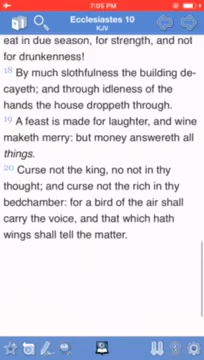 7:05 PM
Ecclesiastes 10
KJV
eat in due season, for strength, and not
for drunkenness!
18 By much slothfulness the building de-
cayeth; and through idleness of the
hands the house droppeth through.
19 A feast is made for laughter, and wine
maketh merry: but money answereth all
things.
20 Curse not the king, no not in thy
thought; and curse not the rich in thy
bedchamber: for a bird of the air shall
carry the voice, and that which hath
wings shall tell the matter.